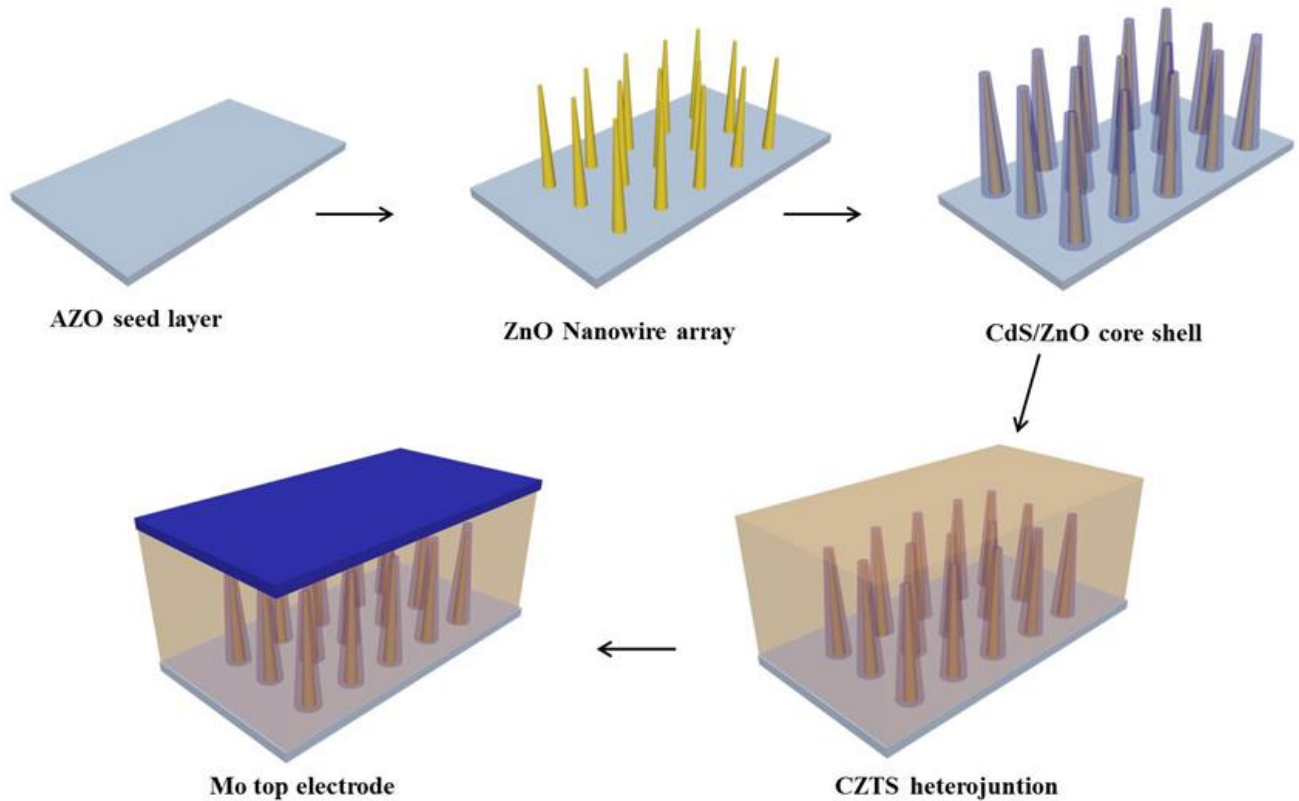 AZO seed layer
ZnO Nanowire array
CdS/ZnO core shell
Mo top electrode
CZTS heterojuntion